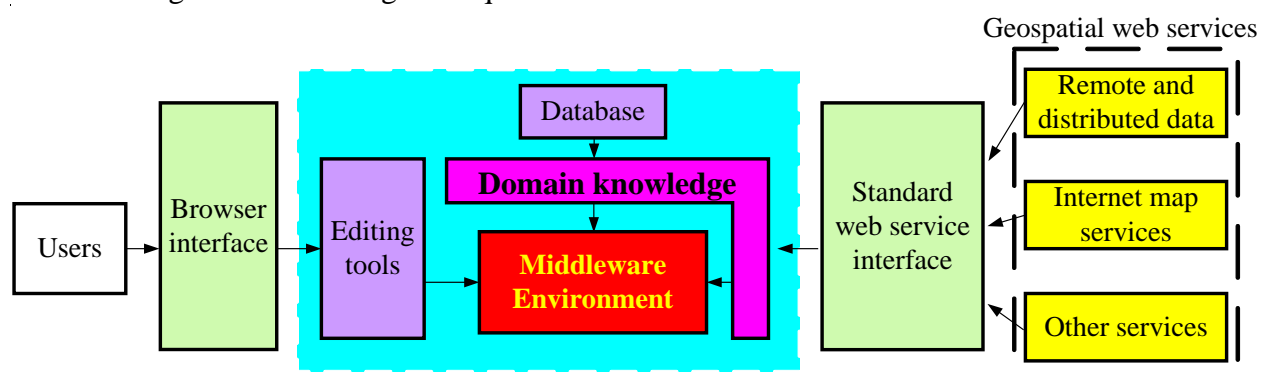 Geospatial web services
Remote and
distributed data
Database
Domain knowledge
Browser
interface
Standard
web service
interface
Internet map
services
Users
Editing
tools
Middleware
Environment
Other services